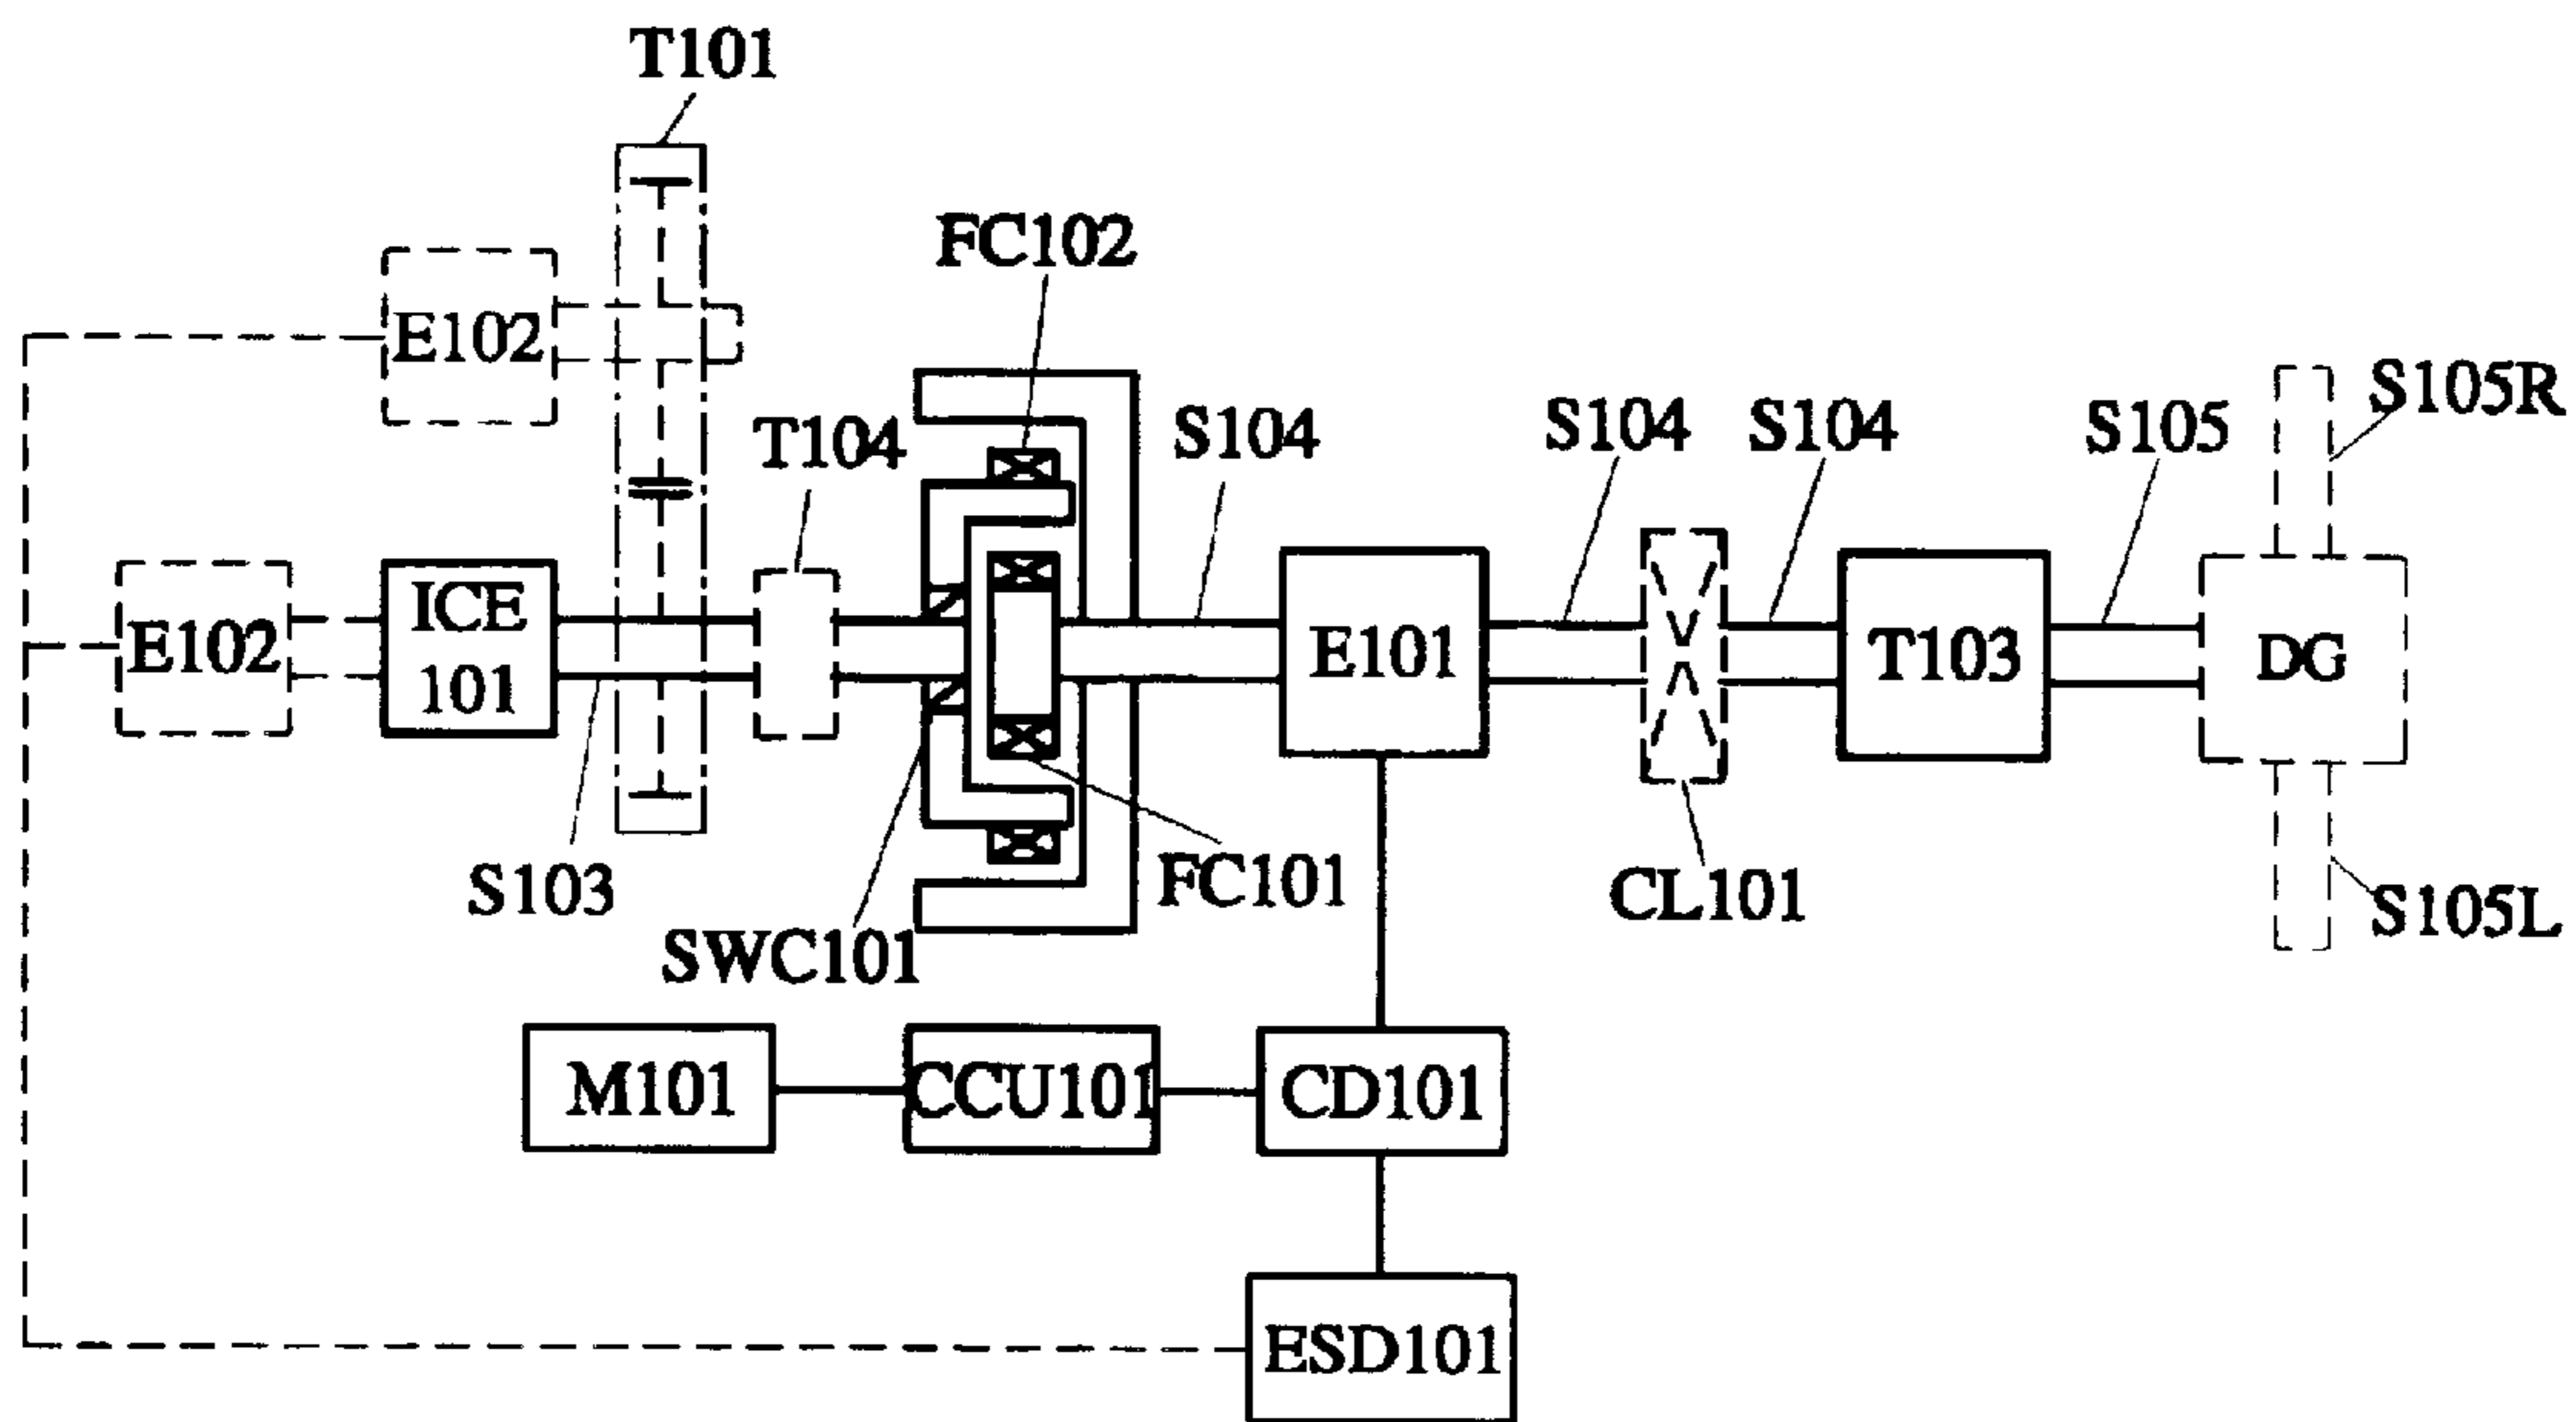 T101
FC102
E102
S105R
T104
S104
S104
S104
S105
E102
ICE
101
E101
T103
DG
S103
FC101
CL101
S105L
SWC101
M101
CCU101
CD101
ESD101